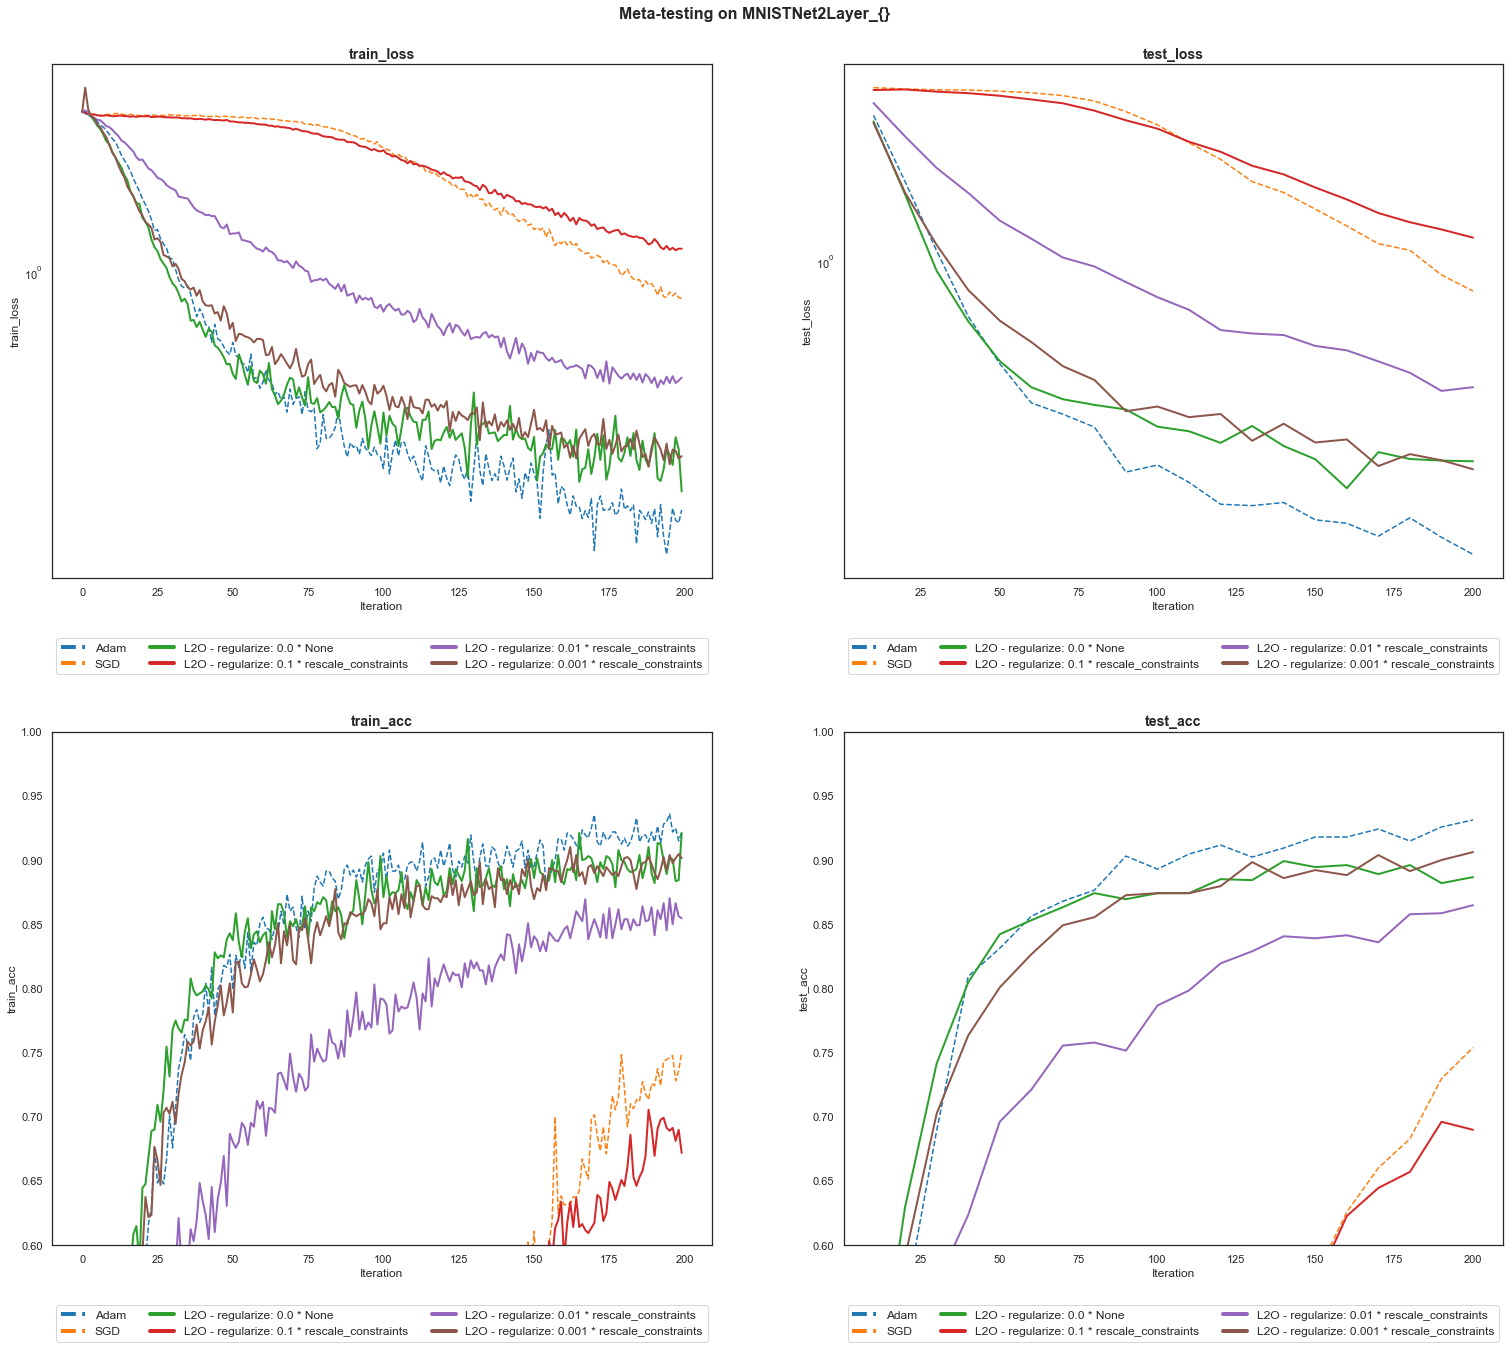 Meta-testing on MNISTNet2Layer_{}
train_loss
test_loss
10^0
train_loss
0 25 50 75 100 125 150 175 200
Iteration
10^0
test_loss
25 50 75 100 125 150 175 200
Iteration
Adam
SGD
L2O - regularize: 0.0 * None
L2O - regularize: 0.1 * rescale_constraints
L2O - regularize: 0.01 * rescale_constraints
L2O - regularize: 0.001 * rescale_constraints
Adam
SGD
L2O - regularize: 0.0 * None
L2O - regularize: 0.1 * rescale_constraints
L2O - regularize: 0.01 * rescale_constraints
L2O - regularize: 0.001 * rescale_constraints
train_acc
test_acc
1.00
0.95
0.90
0.85
0.80
0.75
0.70
0.65
0.60
train_acc
0 25 50 75 100 125 150 175 200
Iteration
1.00
0.95
0.90
0.85
0.80
0.75
0.70
0.65
0.60
test_acc
25 50 75 100 125 150 175 200
Iteration
Adam
SGD
L2O - regularize: 0.0 * None
L2O - regularize: 0.1 * rescale_constraints
L2O - regularize: 0.01 * rescale_constraints
L2O - regularize: 0.001 * rescale_constraints
Adam
SGD
L2O - regularize: 0.0 * None
L2O - regularize: 0.1 * rescale_constraints
L2O - regularize: 0.01 * rescale_constraints
L2O - regularize: 0.001 * rescale_constraints